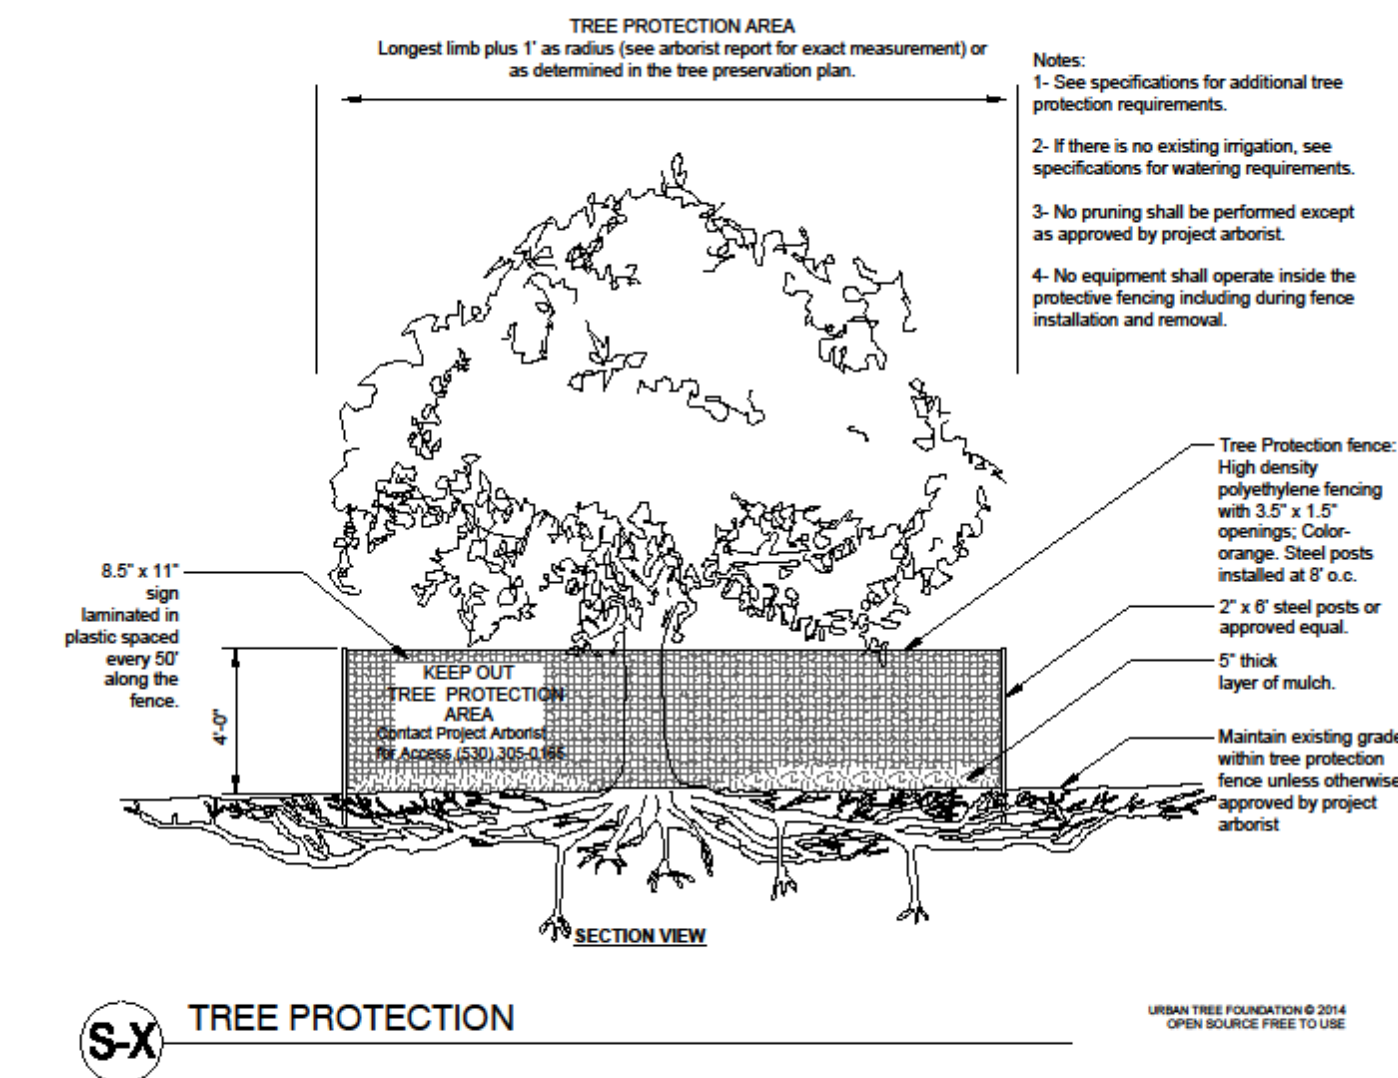 TREE PROTECTION AREA
Longest limb plus 1' as radius (see arborist report for exact measurement) or
as determined in the tree preservation plan.
Notes:
1- See specifications for additional tree
protection requirements.
2- If there is no existing irrigation, see
specifications for watering requirements.
3- No pruning shall be performed except
as approved by project arborist.
4- No equipment shall operate inside the
protective fencing including during fence
installation and removal.
Tree Protection fence:
High density
polyethylene fencing
with 3.5" x 1.5"
openings; Color-
orange. Steel posts
installed at 8' o.c.
2" x 6' steel posts or
approved equal.
5" thick
layer of mulch.
Maintain existing grade
within tree protection
fence unless otherwise
approved by project
arborist
8.5" x 11"
sign
laminated in
plastic spaced
every 50'
along the
fence.
4'-0"
KEEP OUT
TREE PROTECTION
AREA
Contact Project Arborist
for Access (530) 305-0165
SECTION VIEW
S-X
TREE PROTECTION
URBAN TREE FOUNDATION © 2014
OPEN SOURCE FREE TO USE